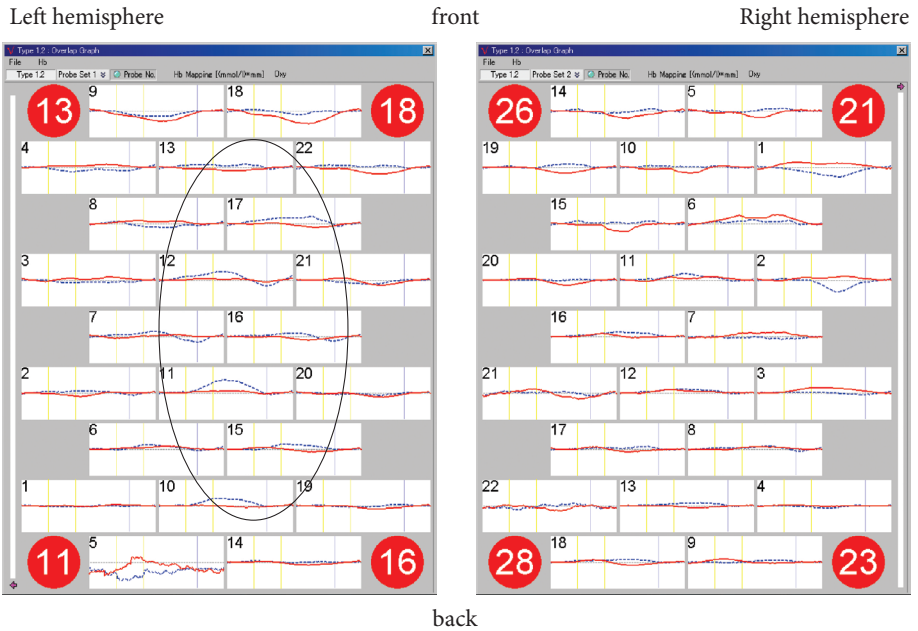 Left hemisphere front Right hemisphere
Type 1.2 : Overlap Graph
File Hb
Type 1.2 Probe Set 1 Probe No. Hb Mapping [(mmol/l)*mm] Oxy
13 9 18 18
4 13 22
8 17
3 12 21
7 16
2 11 20
6 15
1 10 19
11 5 14 16
Type 1.2 : Overlap Graph
File Hb
Type 1.2 Probe Set 2 Probe No. Hb Mapping [(mmol/l)*mm] Oxy
26 14 5 21
19 10 1
15 6
20 11 2
16 7
21 12 3
17 8
22 13 4
28 18 9 23
back